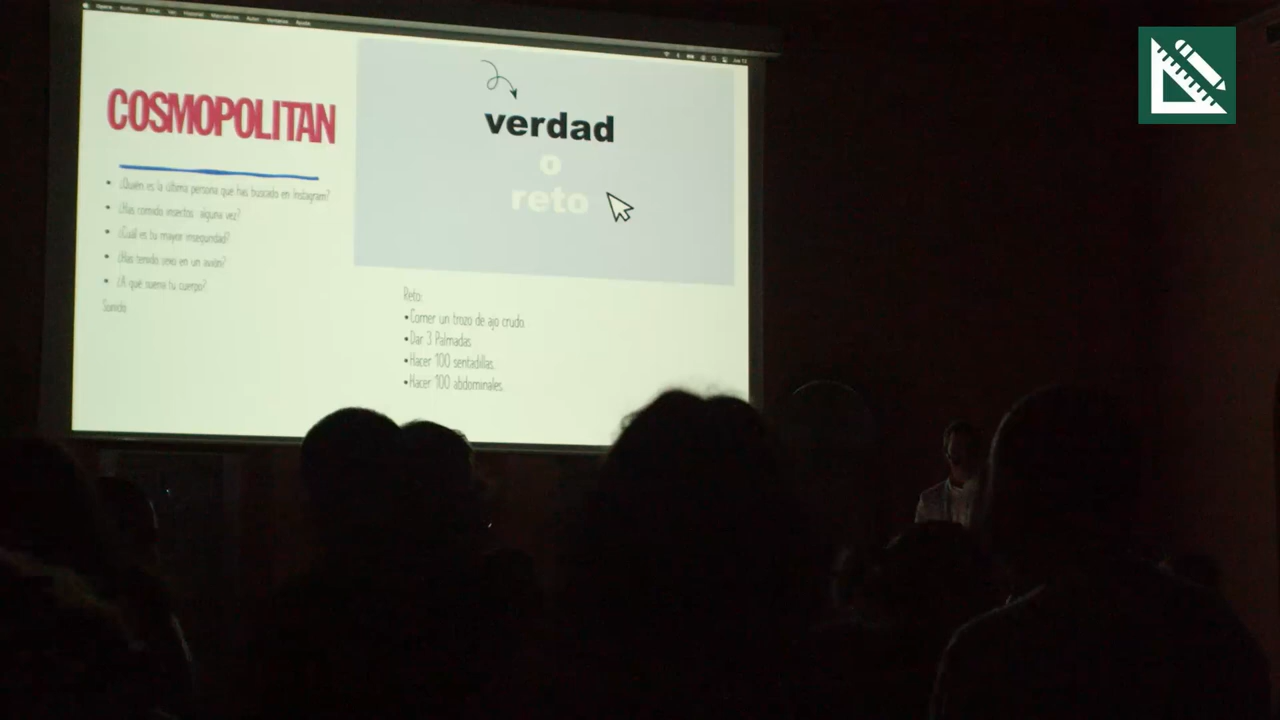 COSMOPOLITAN
¿Quién es la última persona que has buscado en Instagram?
¿Has comido insectos alguna vez?
¿Cuál es tu mayor inseguridad?
¿Has tenido sexo en un avión?
¿A qué suena tu cuerpo?
Sonido
verdad
o
reto
Reto:
•Comer un trozo de ajo crudo.
•Dar 3 Palmadas
•Hacer 100 sentadillas.
•Hacer 100 abdominales.